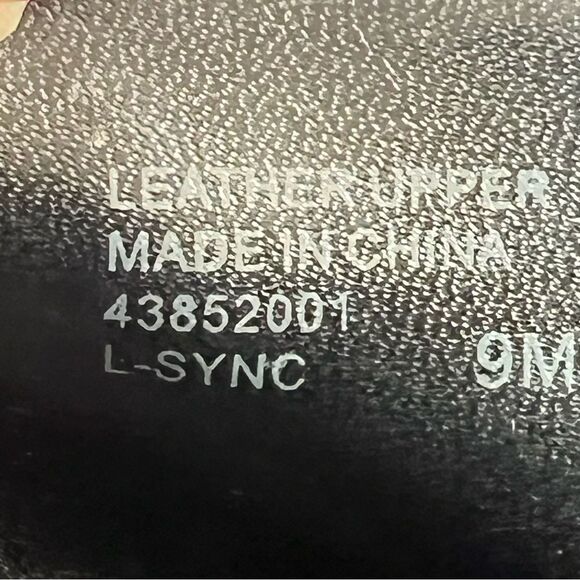 LEATHER UPPER
MADE IN CHINA
43852001
L-SYNC 9M